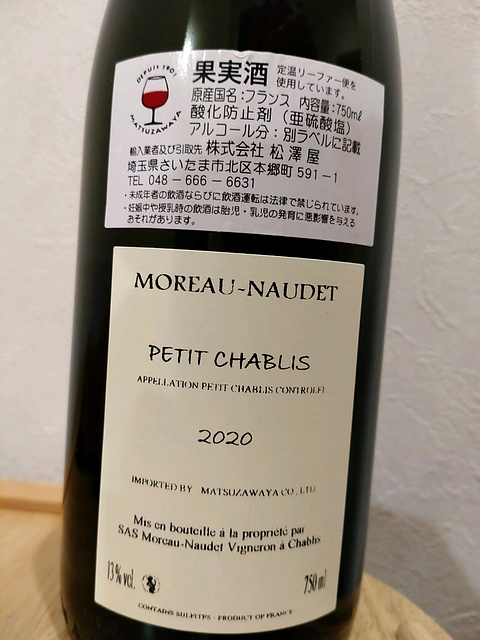 DEPUIS 1901
MATSUZAWAYA
果実酒 定温リーファー便を
使用しています。
原産国名:フランス 内容量:750mℓ
酸化防止剤(亜硫酸塩)
アルコール分:別ラベルに記載
輸入業者及び引取先 株式会社 松澤屋
埼玉県さいたま市北区本郷町591-1
TEL 048-666-6631
・未成年者の飲酒ならびに飲酒運転は法律で禁じられています。
・妊娠中や授乳時の飲酒は胎児・乳児の発育に悪影響を与える
おそれがあります。
MOREAU~NAUDET
PETIT CHABLIS
APPELLATION PETIT CHABLIS CONTROLEE
2020
IMPORTED BY MATSUZAWAYA CO., LTD
Mis en bouteille à la propriété par
SAS Moreau-Naudet Vigneron à Chablis
13% vol. 750 ml
CONTAINS SULFITES - PRODUCT OF FRANCE